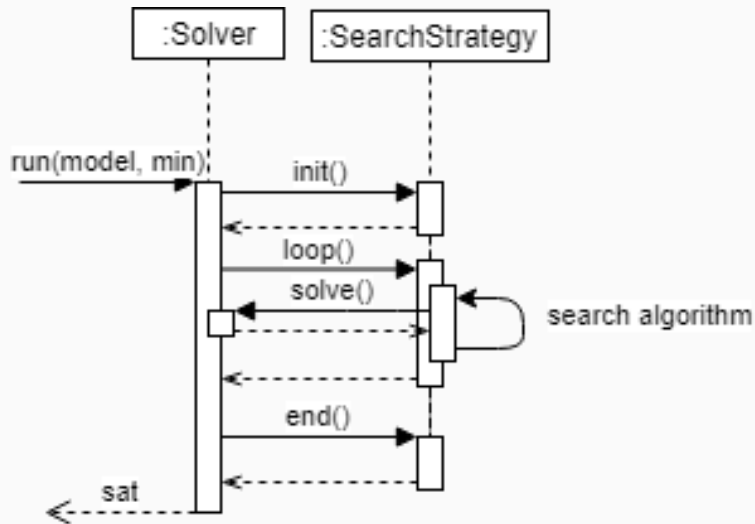 :Solver
:SearchStrategy
run(model, min)
init()
loop()
solve()
search algorithm
end()
sat